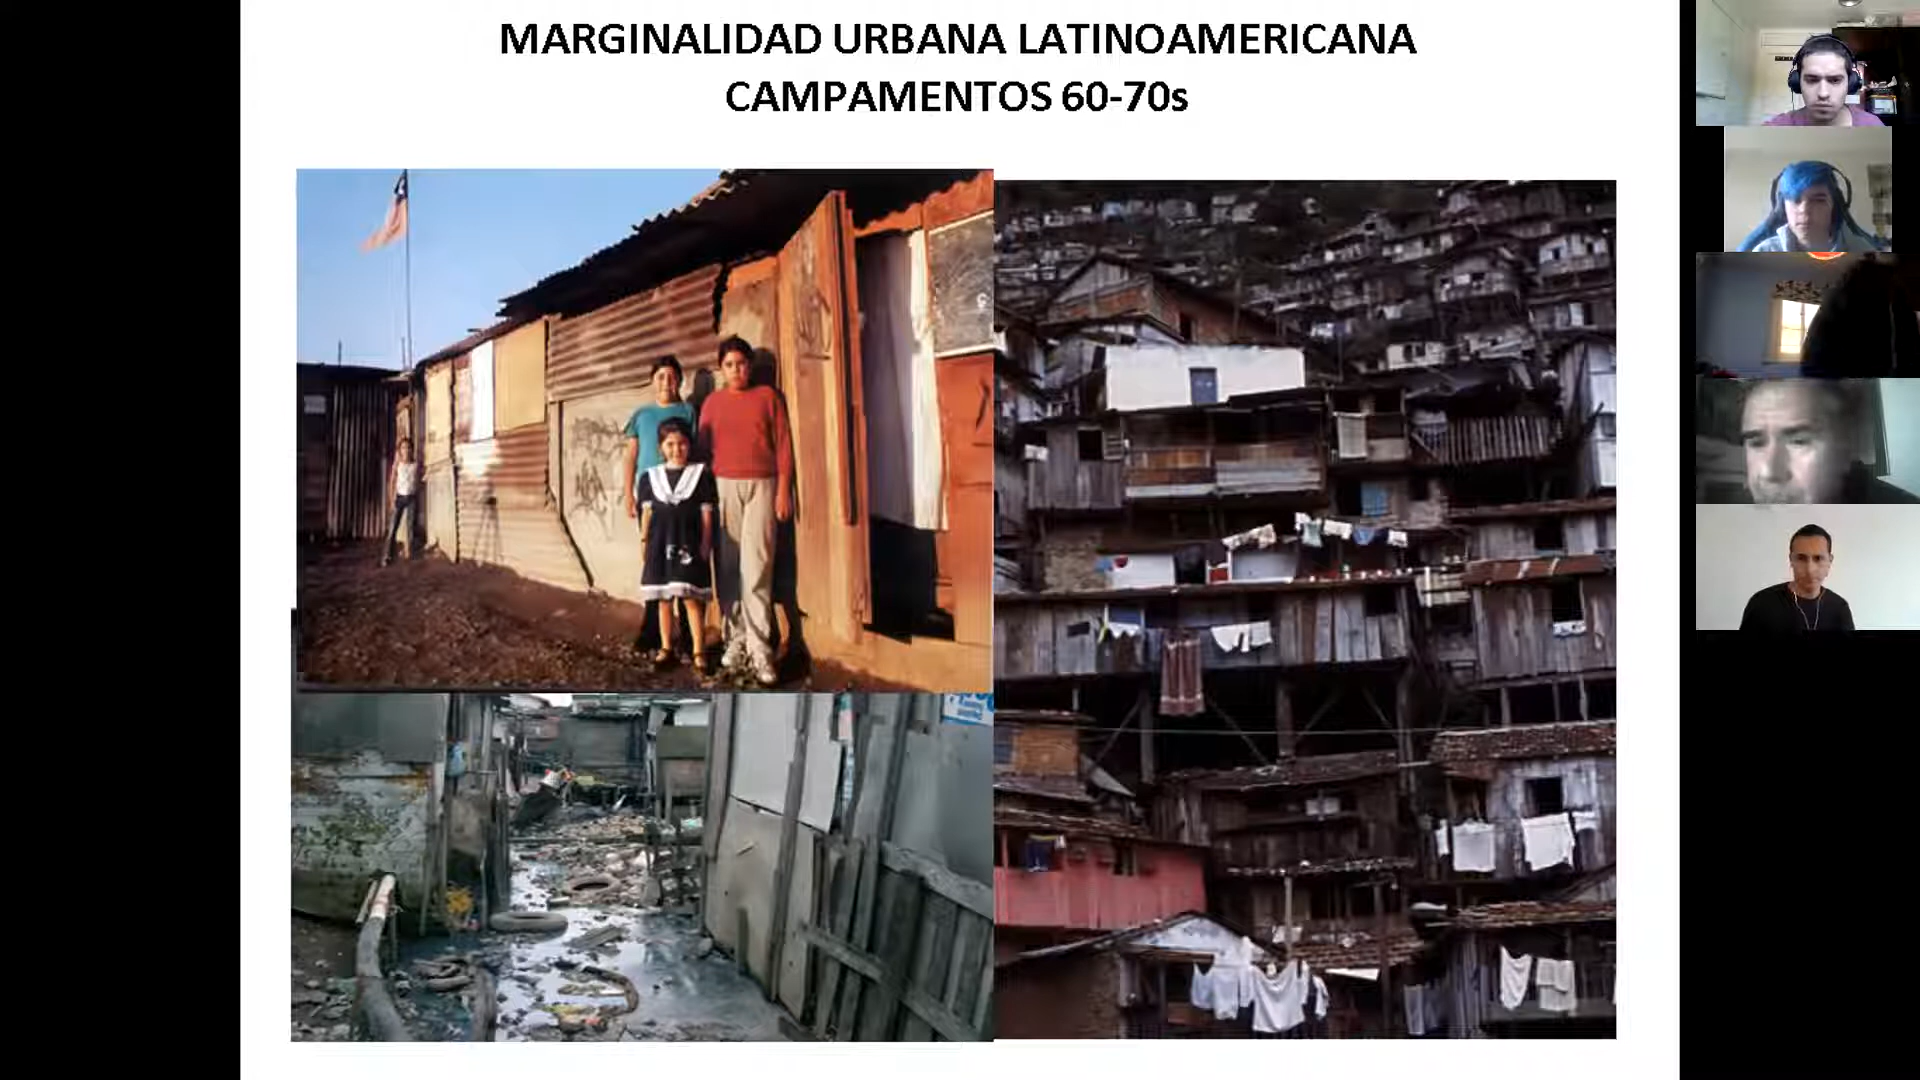 MARGINALIDAD URBANA LATINOAMERICANA
CAMPAMENTOS 60-70s